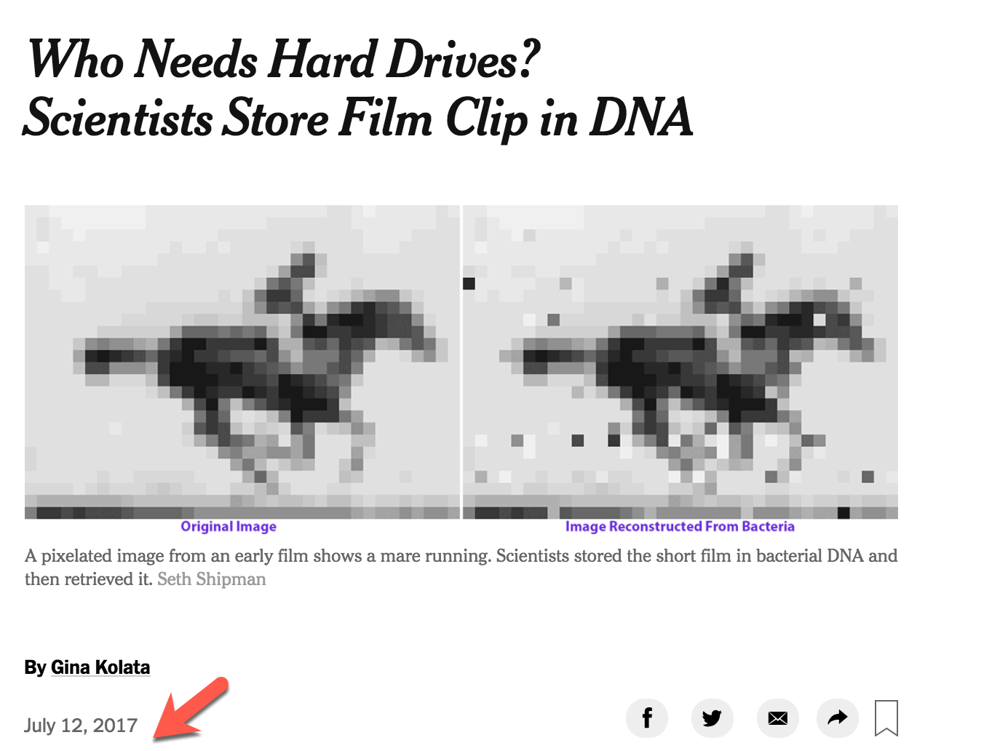 Who Needs Hard Drives?
Scientists Store Film Clip in DNA
Original Image
Image Reconstructed From Bacteria
A pixelated image from an early film shows a mare running. Scientists stored the short film in bacterial DNA and
then retrieved it. Seth Shipman
By Gina Kolata
July 12, 2017